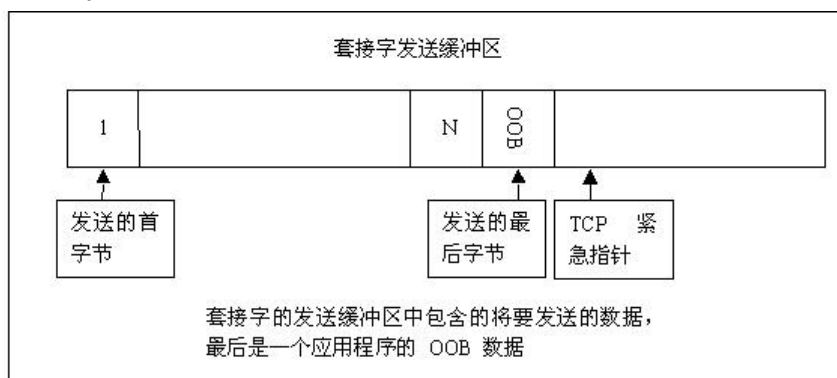 套接字发送缓冲区
1
N
OOB
发送的首
字节
发送的最
后字节
TCP 紧
急指针
套接字的发送缓冲区中包含的将要发送的数据，
最后是一个应用程序的 OOB 数据